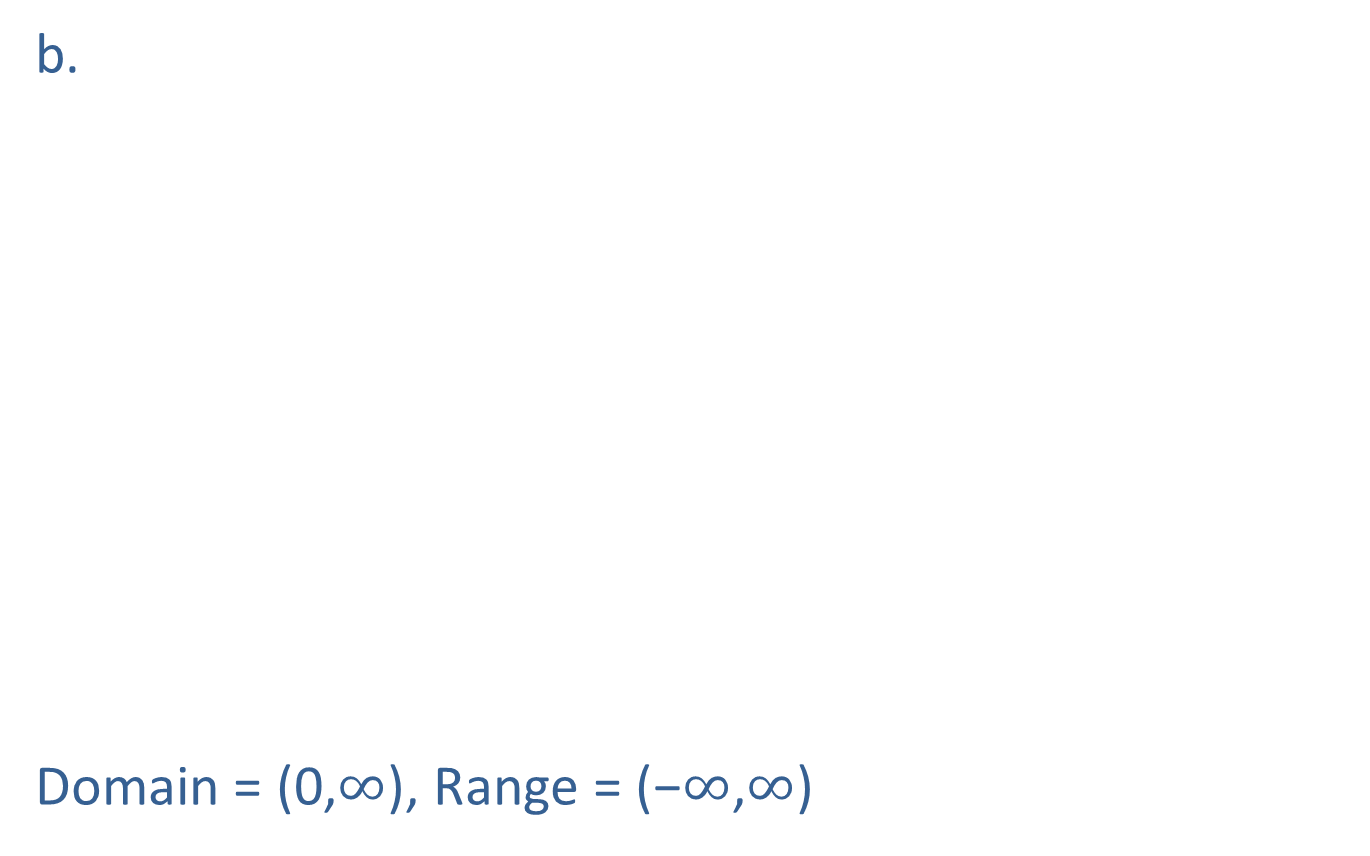 b.
Domain = (0,∞), Range = (−∞,∞)